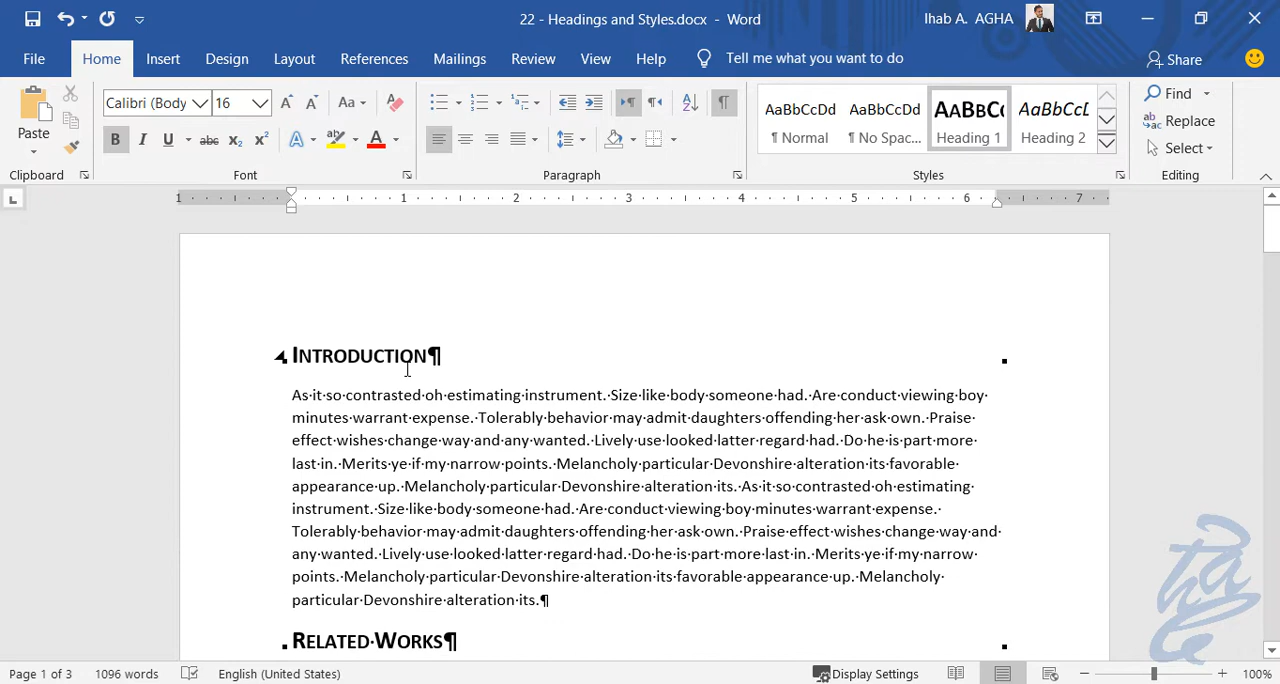 22 - Headings and Styles.docx - Word
Ihab A. AGHA
File Home Insert Design Layout References Mailings Review View Help Tell me what you want to do Share
Calibri (Body 16
Aa
AaBbCcDd AaBbCcDd AABBC AaBbCcL
¶ Normal ¶ No Spac... Heading 1 Heading 2
Paste
Find
Replace
Select
Clipboard Font Paragraph Styles Editing
1 1 2 3 4 5 6 7
INTRODUCTION¶
As·it·so·contrasted·oh·estimating·instrument.·Size·like·body·someone·had.·Are·conduct·viewing·boy·
minutes·warrant·expense.·Tolerably·behavior·may·admit·daughters·offending·her·ask·own.·Praise·
effect·wishes·change·way·and·any·wanted.·Lively·use·looked·latter·regard·had.·Do·he·is·part·more·
last·in.·Merits·ye·if·my·narrow·points.·Melancholy·particular·Devonshire·alteration·its·favorable·
appearance·up.·Melancholy·particular·Devonshire·alteration·its.·As·it·so·contrasted·oh·estimating·
instrument.·Size·like·body·someone·had.·Are·conduct·viewing·boy·minutes·warrant·expense.·
Tolerably·behavior·may·admit·daughters·offending·her·ask·own.·Praise·effect·wishes·change·way·and·
any·wanted.·Lively·use·looked·latter·regard·had.·Do·he·is·part·more·last·in.·Merits·ye·if·my·narrow·
points.·Melancholy·particular·Devonshire·alteration·its·favorable·appearance·up.·Melancholy·
particular·Devonshire·alteration·its.¶
RELATED·WORKS¶
Page 1 of 3 1096 words English (United States) Display Settings 100%